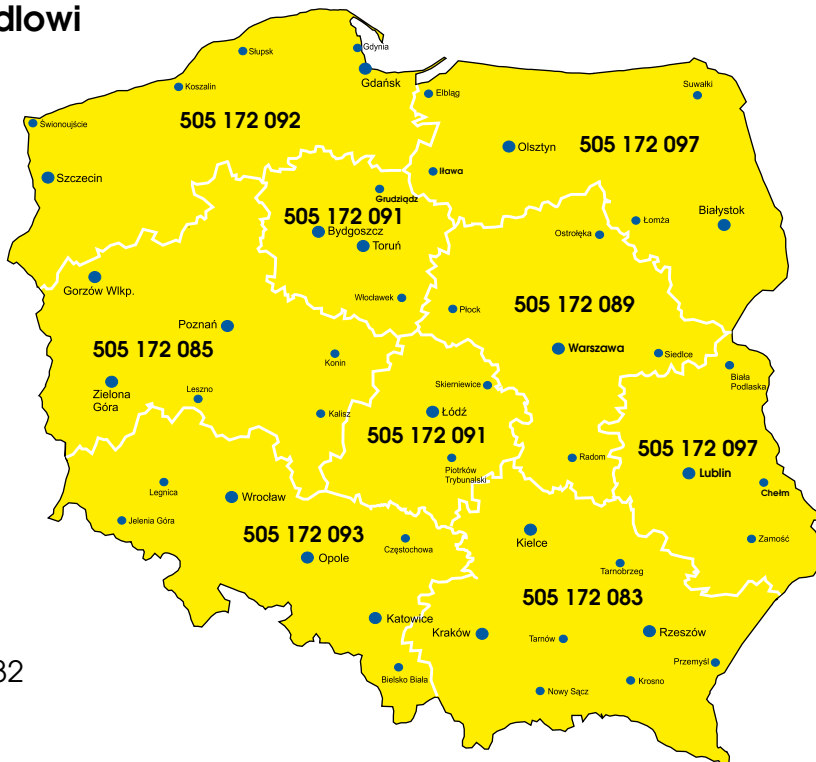 dlowi
Gdynia
Słupsk
Gdańsk
Koszalin
Elbląg
Suwałki
Świonoujście
505 172 092
Olsztyn
505 172 097
Szczecin
Iława
Grudziądz
505 172 091
Białystok
Łomża
Bydgoszcz
Ostrołęka
Toruń
Gorzów Wlkp.
Włocławek
505 172 089
Płock
Poznań
505 172 085
Warszawa
Konin
Siedlce
Biała
Podlaska
Skierniewice
Zielona
Góra
Leszno
Kalisz
Łódź
505 172 091
505 172 097
Radom
Piotrków
Trybunalski
Lublin
Legnica
Wrocław
Chełm
Jelenia Góra
505 172 093
Kielce
Częstochowa
Zamość
Opole
Tarnobrzeg
505 172 083
Katowice
Kraków
Tarnów
Rzeszów
Przemyśl
32
Bielsko Biała
Krosno
Nowy Sącz